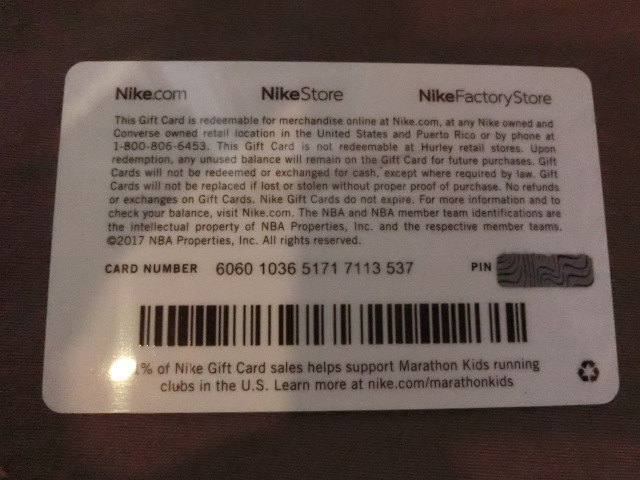 Nike.com NikeStore NikeFactoryStore
This Gift Card is redeemable for merchandise online at Nike.com, at any Nike owned and
Converse owned retail location in the United States and Puerto Rico or by phone at
1-800-806-6453. This Gift Card is not redeemable at Hurley retail stores. Upon
redemption, any unused balance will remain on the Gift Card for future purchases. Gift
Cards will not be redeemed or exchanged for cash, except where required by law. Gift
Cards will not be replaced if lost or stolen without proper proof of purchase. No refunds
or exchanges on Gift Cards. Nike Gift Cards do not expire. For more information and to
check your balance, visit Nike.com. The NBA and NBA member team identifications are
the intellectual property of NBA Properties, Inc. and the respective member teams.
©2017 NBA Properties, Inc. All rights reserved.
CARD NUMBER 6060 1036 5171 7113 537 PIN
% of Nike Gift Card sales helps support Marathon Kids running
clubs in the U.S. Learn more at nike.com/marathonkids